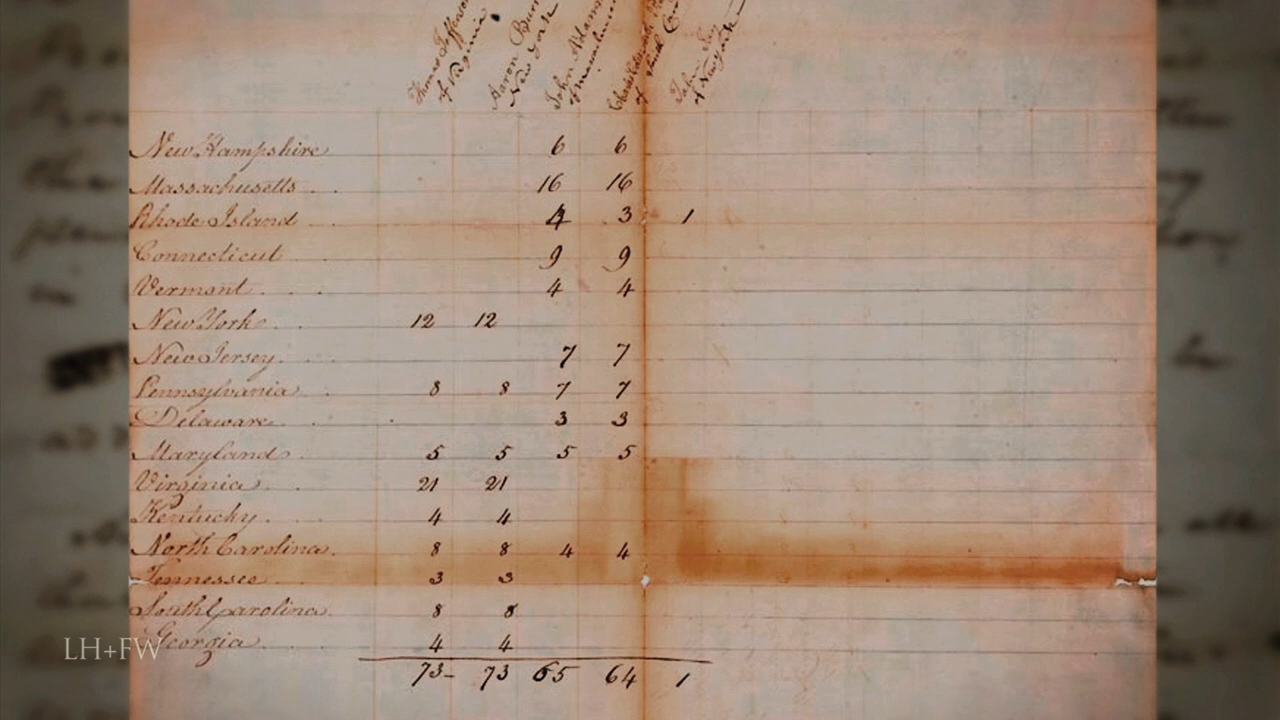 Thomas Jefferson of Virginia
Aaron Burr New York
John Adams of Massachusetts
Charles Cotesworth of South
John Jay of New York
New Hampshire 6 6
Massachusetts 16 16
Rhode Island 4 3 1
Connecticut 9 9
Vermont 4 4
New York 12 12
New Jersey 7 7
Pennsylvania 8 8 7 7
Delaware 3 3
Maryland 5 5 5 5
Virginia 21 21
Kentucky 4 4
North Carolina 8 8 4 4
Tennessee 3 3
South Carolina 8 8
Georgia 4 4
73 73 65 64 1
LH+FW